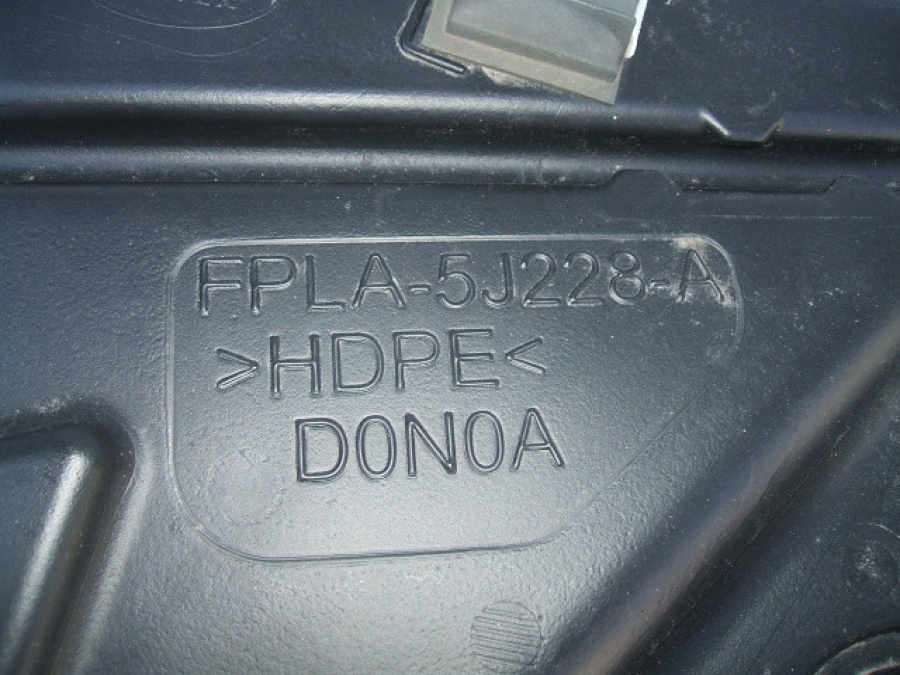 FPLA-5J228-A
>HDPE<
D0N0A